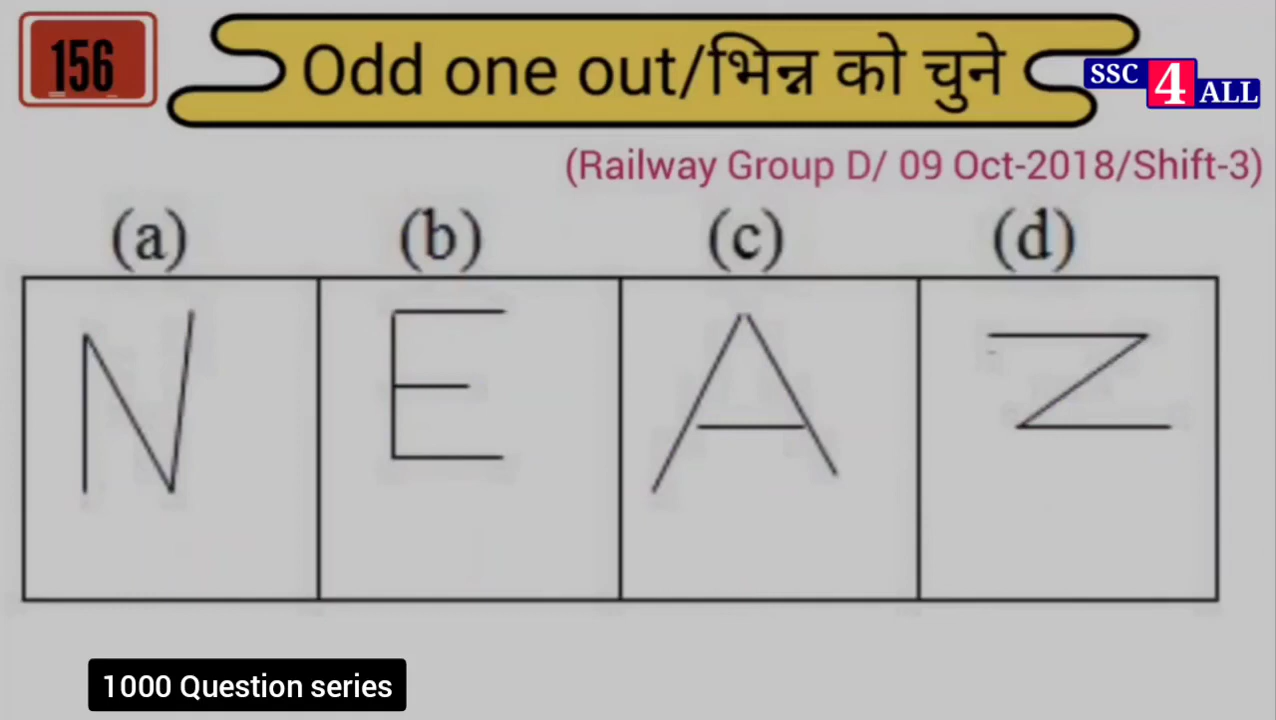 156
Odd one out/भिन्न को चुने
SSC 4 ALL
(Railway Group D/ 09 Oct-2018/Shift-3)
(a) (b) (c) (d)
N E A Z
1000 Question series